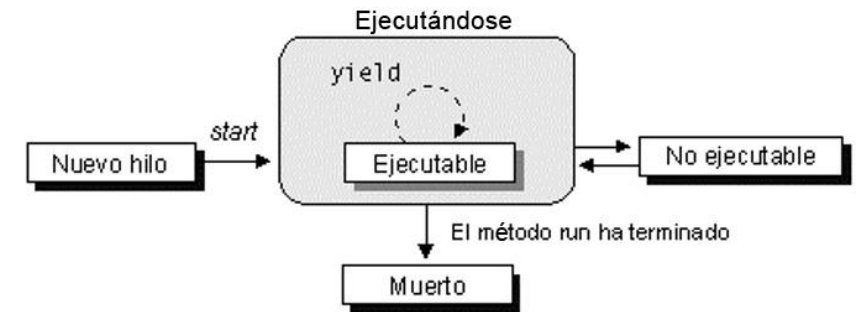 Ejecutándose
yield
start
Nuevo hilo
Ejecutable
No ejecutable
El método run ha terminado
Muerto